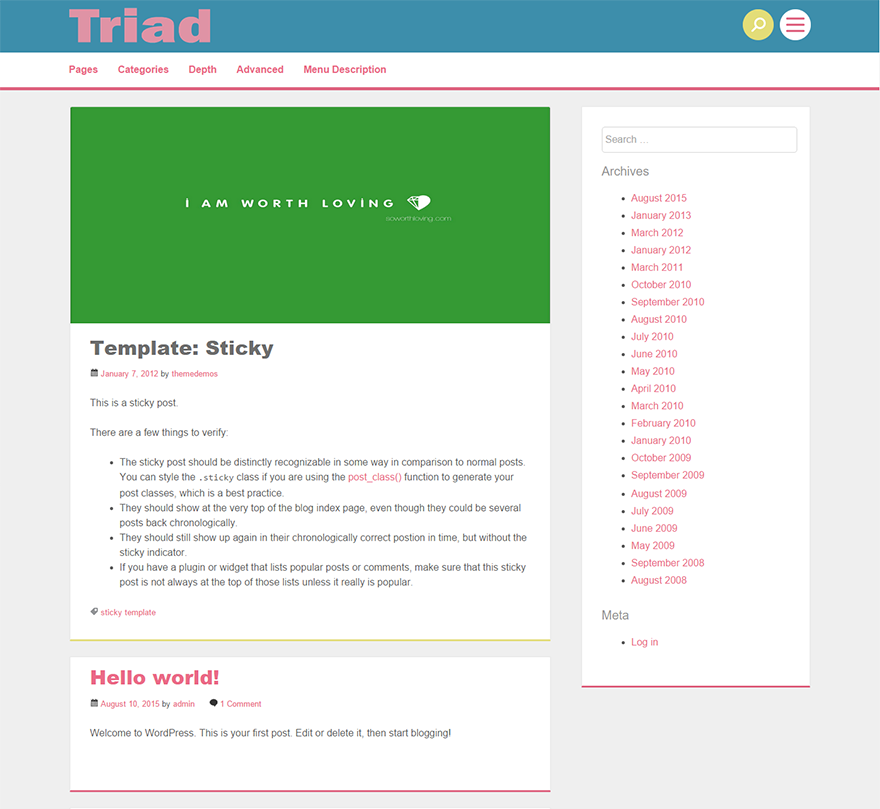 Triad
Pages Categories Depth Advanced Menu Description
I AM WORTH LOVING
soworthloving.com
Template: Sticky
January 7, 2012 by themedemos
This is a sticky post.
There are a few things to verify:
The sticky post should be distinctly recognizable in some way in comparison to normal posts.
You can style the .sticky class if you are using the post_class() function to generate your
post classes, which is a best practice.
They should show at the very top of the blog index page, even though they could be several
posts back chronologically.
They should still show up again in their chronologically correct postion in time, but without the
sticky indicator.
If you have a plugin or widget that lists popular posts or comments, make sure that this sticky
post is not always at the top of those lists unless it really is popular.
sticky template
Hello world!
August 10, 2015 by admin 1 Comment
Welcome to WordPress. This is your first post. Edit or delete it, then start blogging!
Search …
Archives
August 2015
January 2013
March 2012
January 2012
March 2011
October 2010
September 2010
August 2010
July 2010
June 2010
May 2010
April 2010
March 2010
February 2010
January 2010
October 2009
September 2009
August 2009
July 2009
June 2009
May 2009
September 2008
August 2008
Meta
Log in